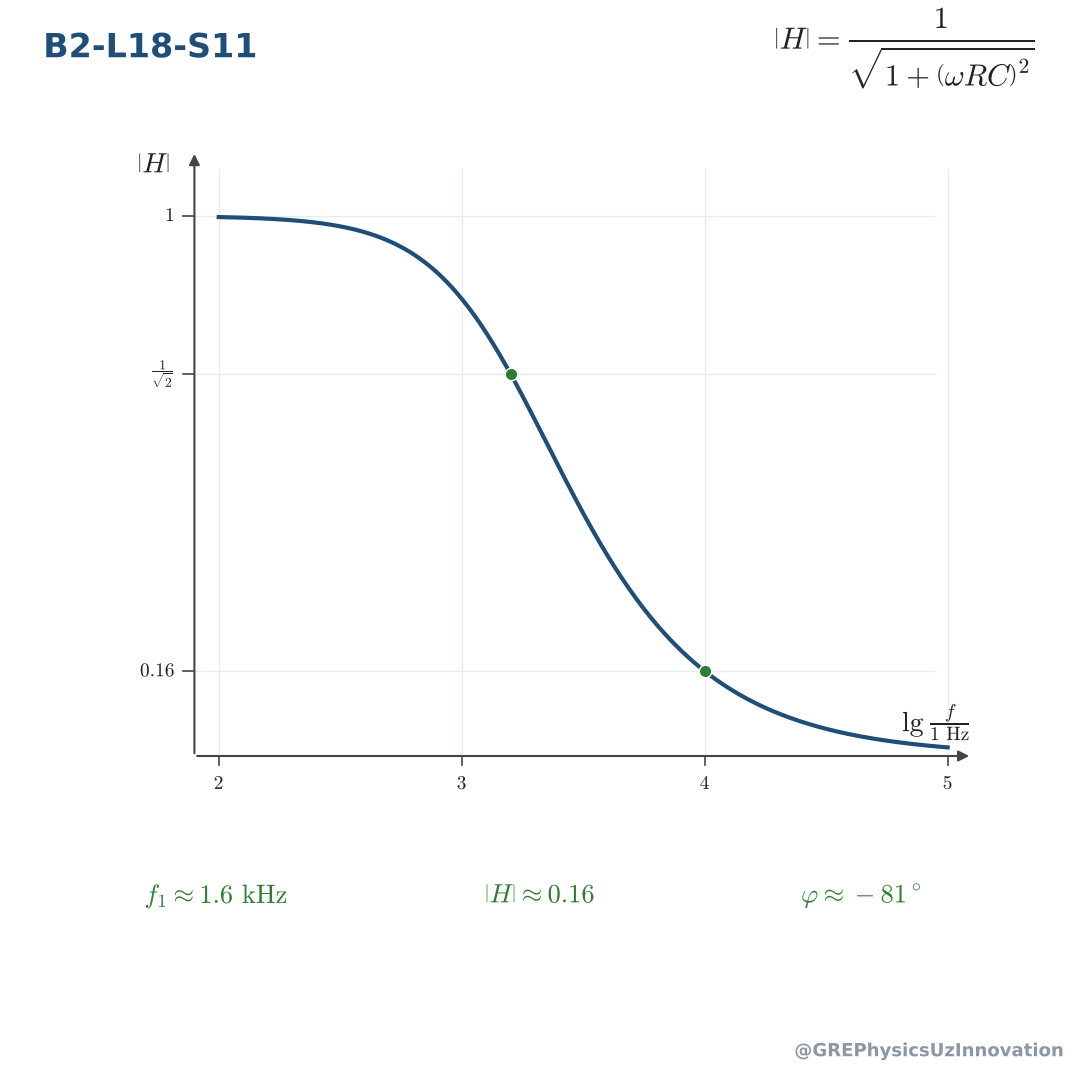 B2-L18-S11
|H| = 1 / √(1 + (ωRC)²)
|H|
1
1/√2
0.16
lg f / 1 Hz
2 3 4 5
f₁ ≈ 1.6 kHz |H| ≈ 0.16 φ ≈ −81°
@GREPhysicsUzInnovation